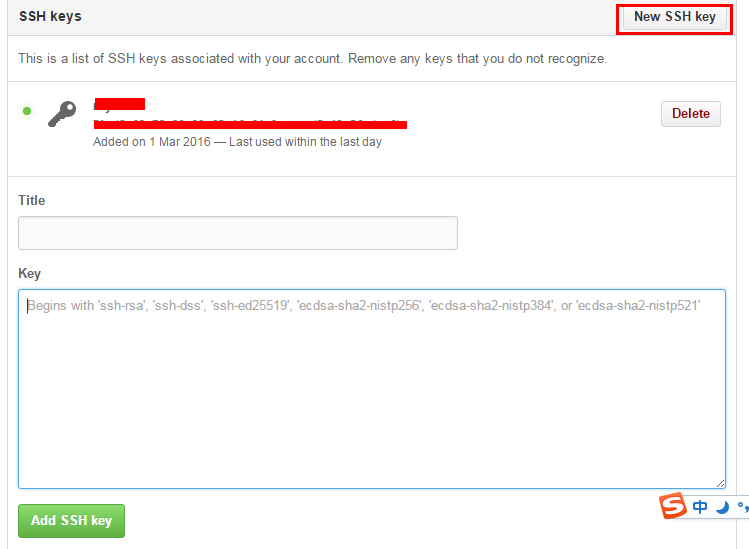 SSH keys
New SSH key
This is a list of SSH keys associated with your account. Remove any keys that you do not recognize.
Delete
Added on 1 Mar 2016 — Last used within the last day
Title
Key
Begins with 'ssh-rsa', 'ssh-dss', 'ssh-ed25519', 'ecdsa-sha2-nistp256', 'ecdsa-sha2-nistp384', or 'ecdsa-sha2-nistp521'
S 中
Add SSH key